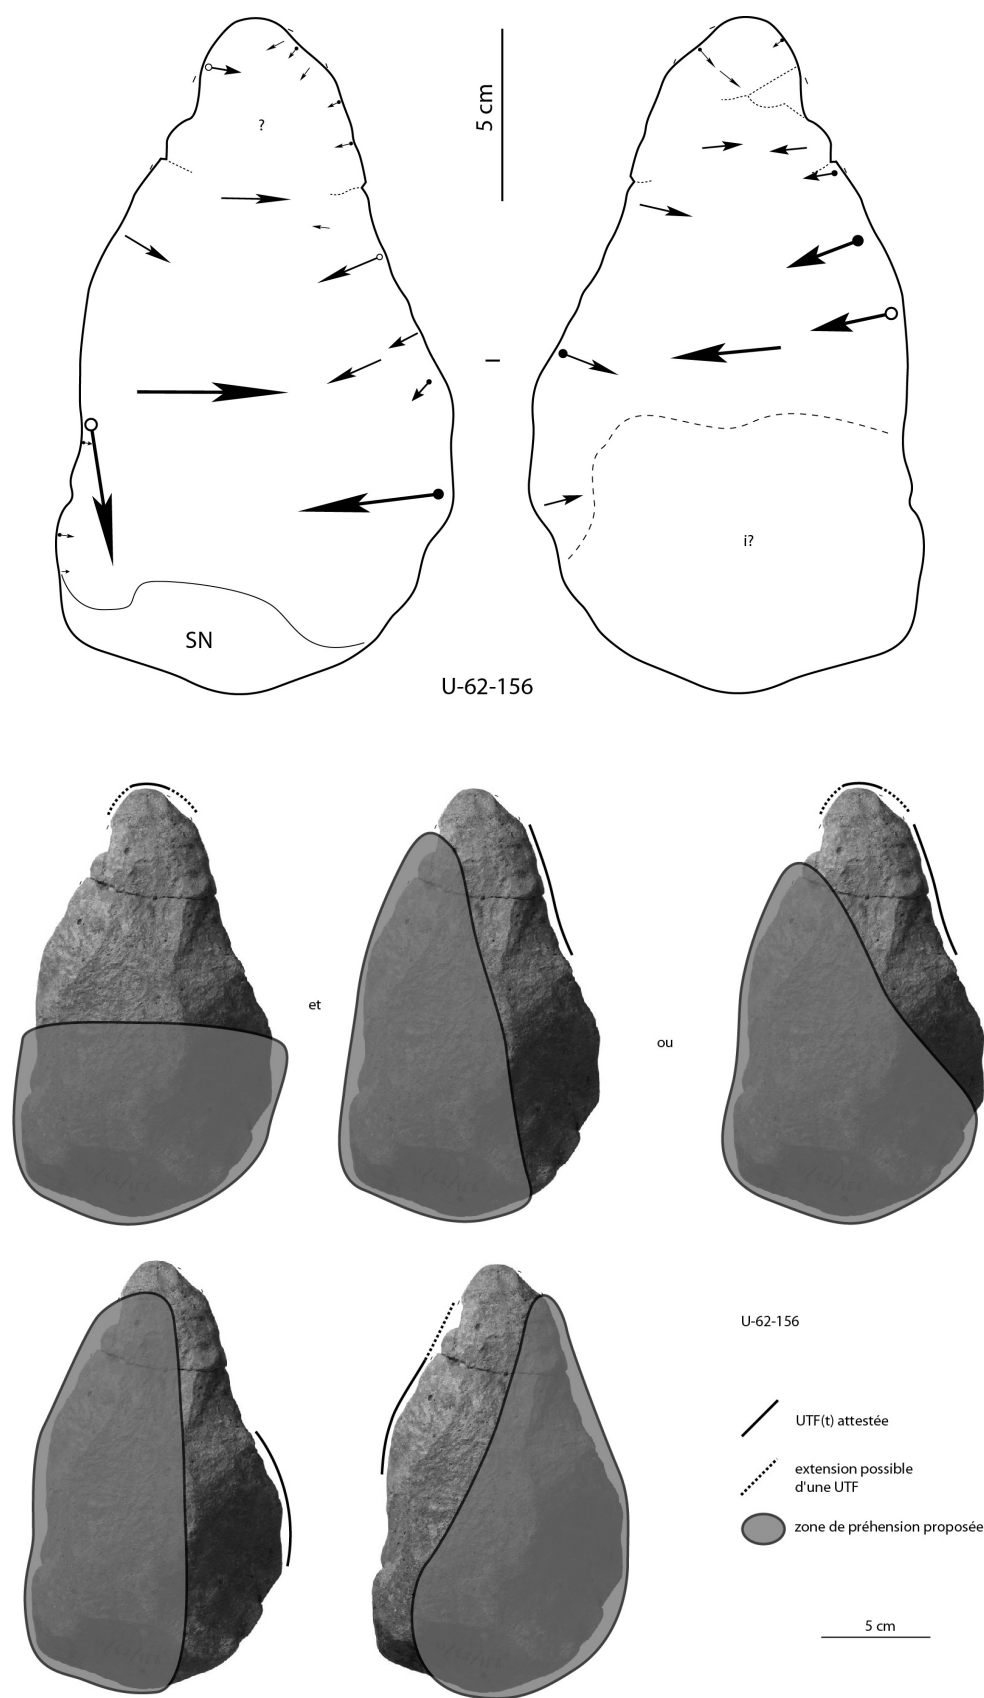 5 cm
?
i?
SN
U-62-156
et
ou
U-62-156
UTF(t) attestée
extension possible
d'une UTF
zone de préhension proposée
5 cm